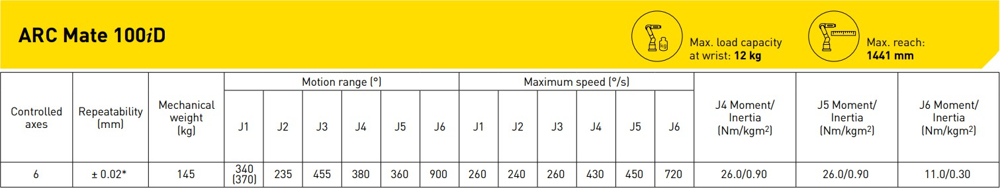 ARC Mate 100iD
Max. load capacity
at wrist: 12 kg
Max. reach:
1441 mm
kg
Controlled
axes
Repeatability
(mm)
Mechanical
weight
(kg)
Motion range (°)
J1 J2 J3 J4 J5 J6
Maximum speed (°/s)
J1 J2 J3 J4 J5 J6
J4 Moment/
Inertia
(Nm/kgm²)
J5 Moment/
Inertia
(Nm/kgm²)
J6 Moment/
Inertia
(Nm/kgm²)
6 ± 0.02* 145 340 (370) 235 455 380 360 900 260 240 260 430 450 720 26.0/0.90 26.0/0.90 11.0/0.30